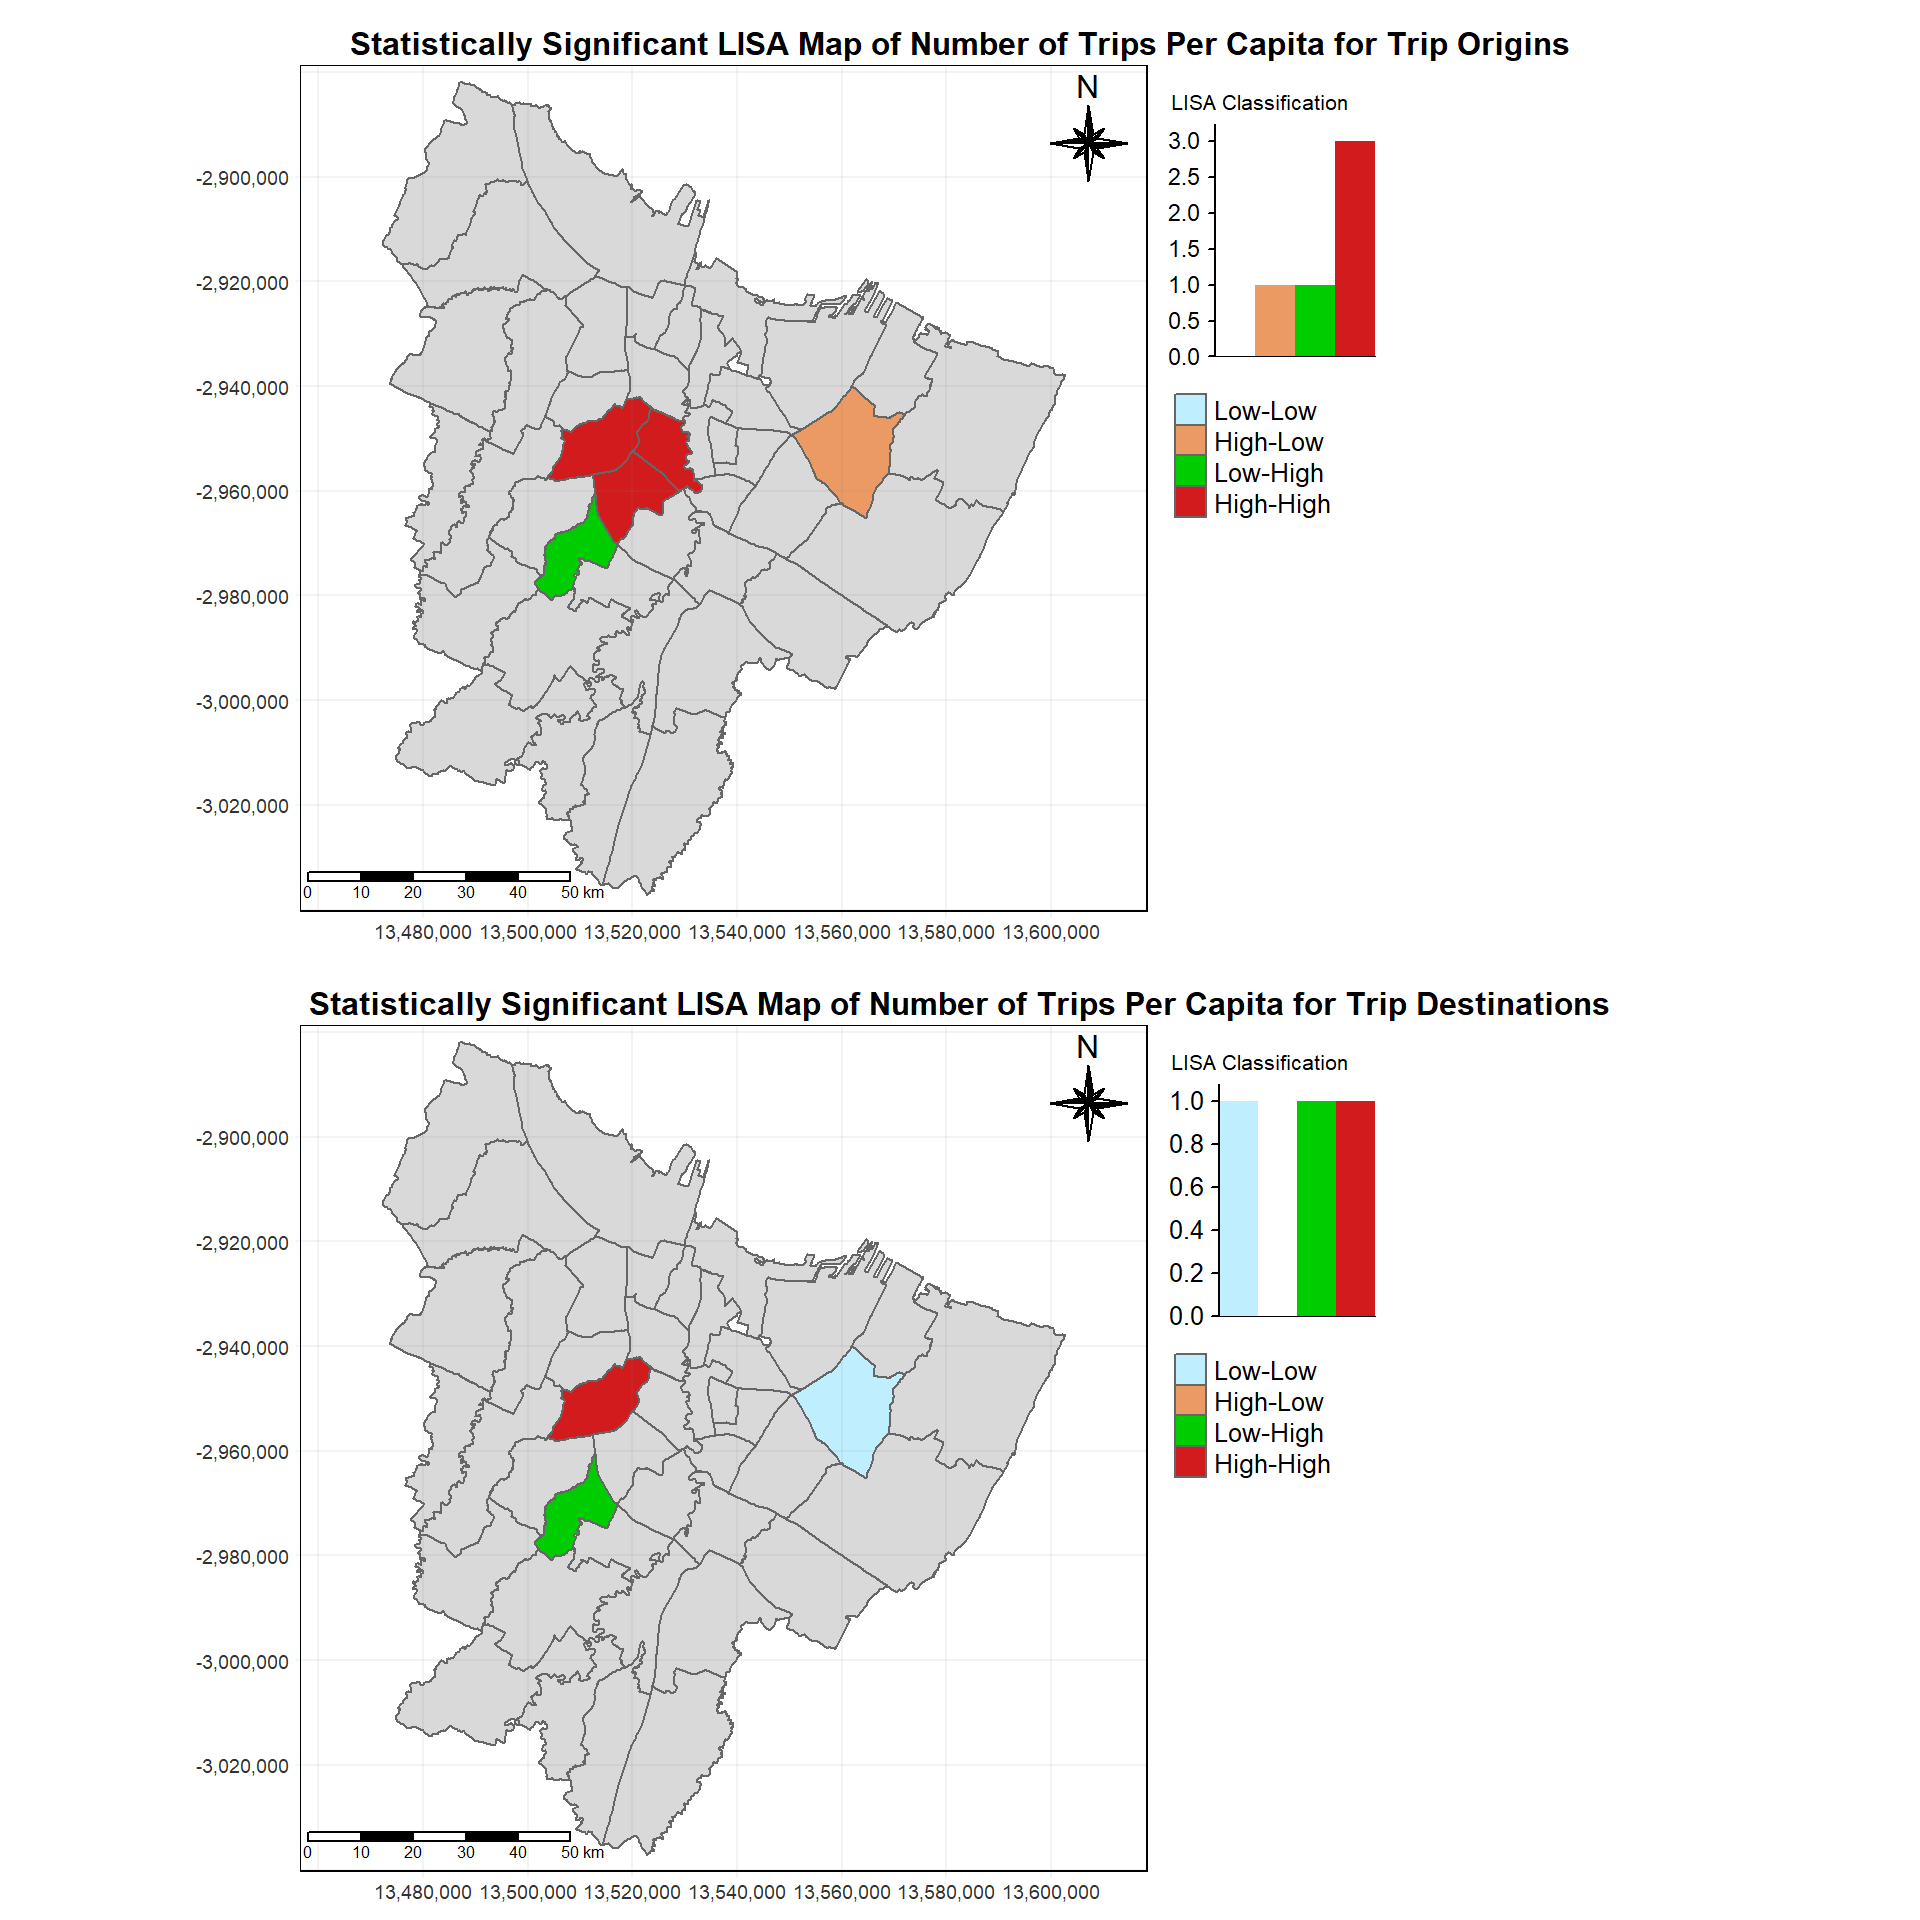 Statistically Significant LISA Map of Number of Trips Per Capita for Trip Origins
N
LISA Classification
3.0
2.5
2.0
1.5
1.0
0.5
0.0
Low-Low
High-Low
Low-High
High-High
-2,900,000
-2,920,000
-2,940,000
-2,960,000
-2,980,000
-3,000,000
-3,020,000
0 10 20 30 40 50 km
13,480,000 13,500,000 13,520,000 13,540,000 13,560,000 13,580,000 13,600,000
Statistically Significant LISA Map of Number of Trips Per Capita for Trip Destinations
N
LISA Classification
1.0
0.8
0.6
0.4
0.2
0.0
Low-Low
High-Low
Low-High
High-High
-2,900,000
-2,920,000
-2,940,000
-2,960,000
-2,980,000
-3,000,000
-3,020,000
0 10 20 30 40 50 km
13,480,000 13,500,000 13,520,000 13,540,000 13,560,000 13,580,000 13,600,000